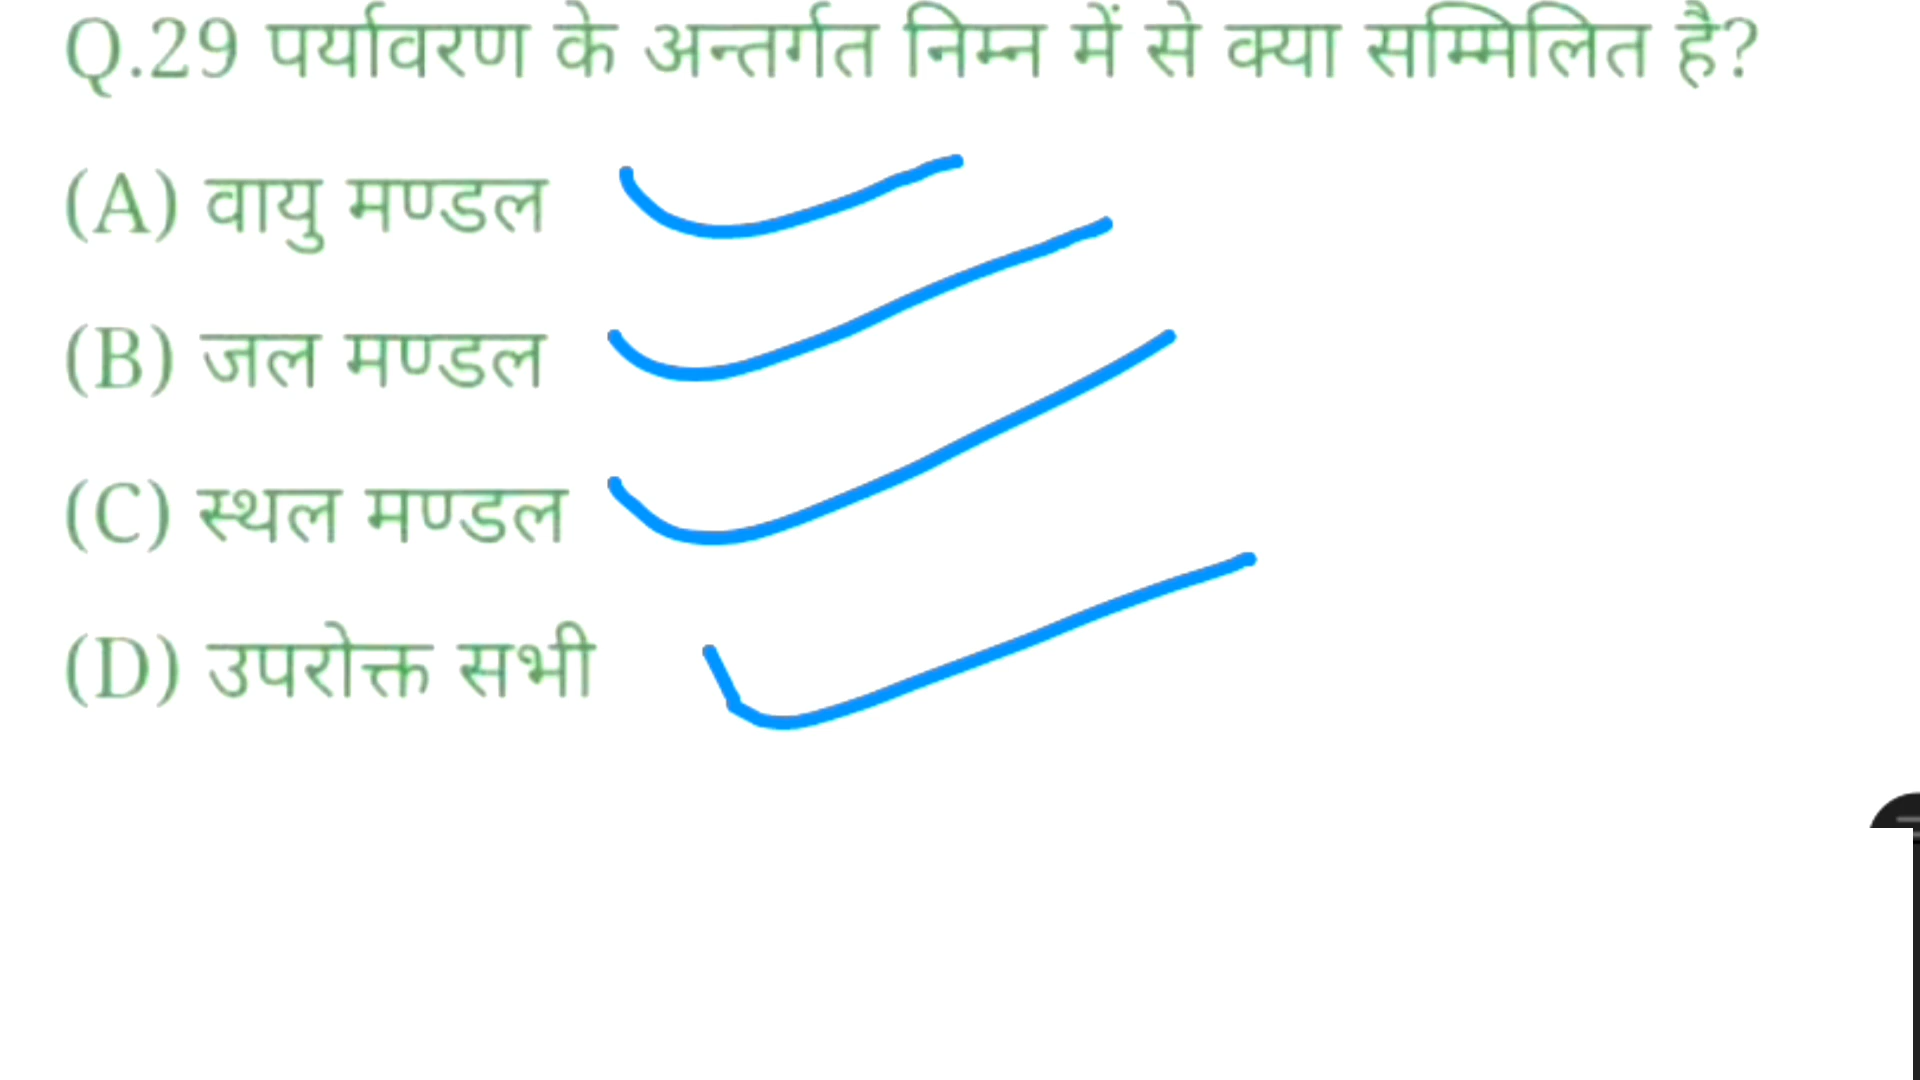 Q.29 पर्यावरण के अन्तर्गत निम्न में से क्या सम्मिलित है?
(A) वायु मण्डल
(B) जल मण्डल
(C) स्थल मण्डल
(D) उपरोक्त सभी